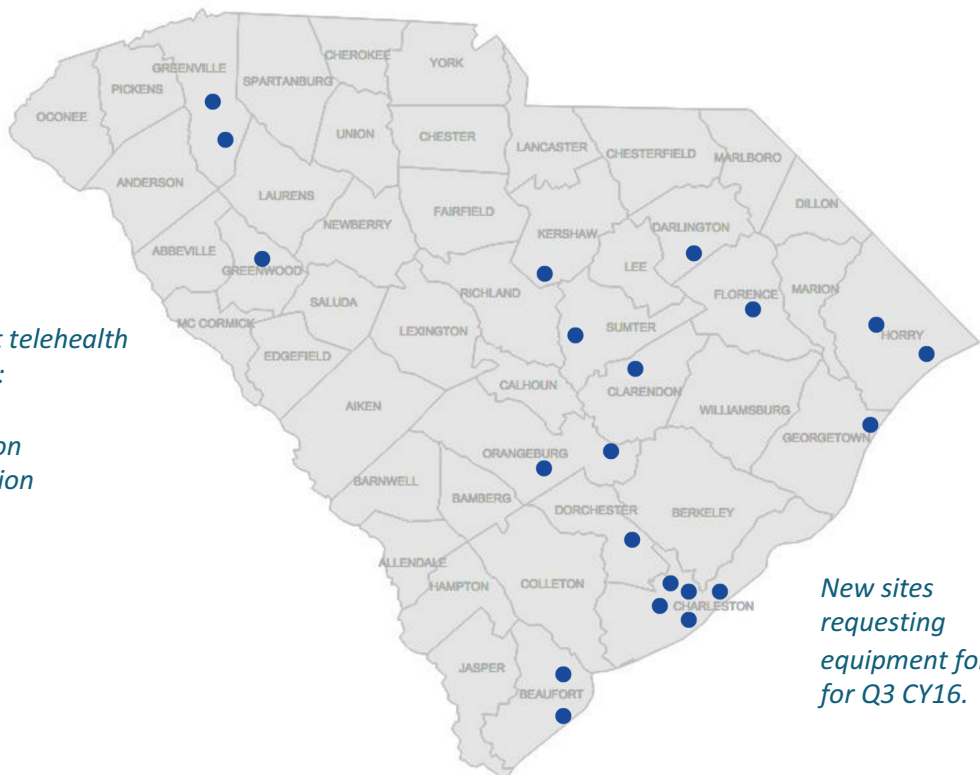 CHEROKEE
YORK
GREENVILLE
SPARTANBURG
PICKENS
OCONEE
UNION
CHESTER
LANCASTER
CHESTERFIELD
MARLBORO
ANDERSON
LAURENS
DILLON
NEWBERRY
FAIRFIELD
KERSHAW
DARLINGTON
ABBEVILLE
GREENWOOD
LEE
RICHLAND
FLORENCE
MARION
SALUDA
MC CORMICK
LEXINGTON
SUMTER
HORRY
telehealth
:
EDGEFIELD
CALHOUN
CLARENDON
AIKEN
WILLIAMSBURG
GEORGETOWN
on
ion
ORANGEBURG
BARNWELL
BAMBERG
DORCHESTER
BERKELEY
ALLENDALE
HAMPTON
COLLETON
CHARLESTON
New sites
requesting
equipment fo
for Q3 CY16.
JASPER
BEAUFORT